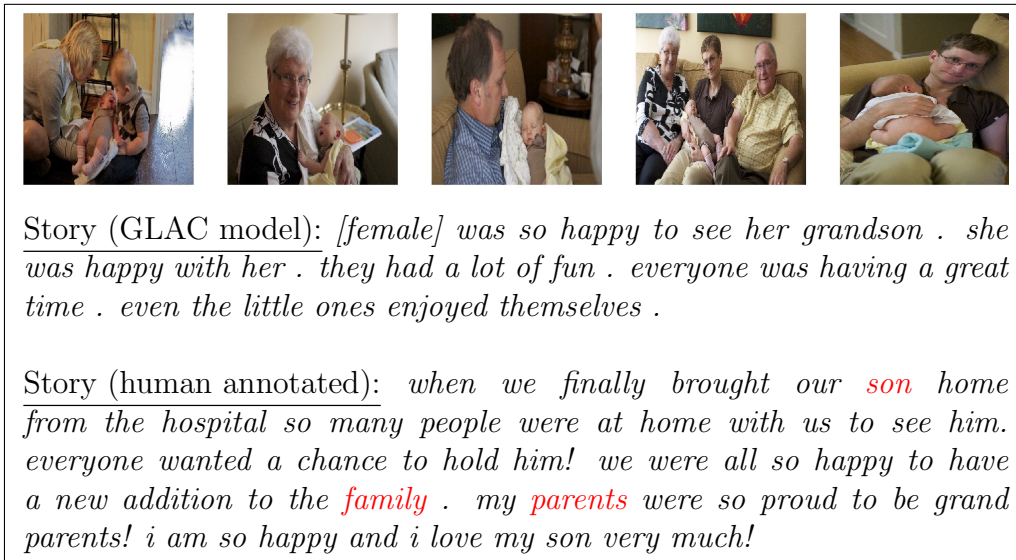 Story (GLAC model): [female] was so happy to see her grandson . she
was happy with her . they had a lot of fun . everyone was having a great
time . even the little ones enjoyed themselves .
Story (human annotated): when we finally brought our son home
from the hospital so many people were at home with us to see him.
everyone wanted a chance to hold him! we were all so happy to have
a new addition to the family . my parents were so proud to be grand
parents! i am so happy and i love my son very much!